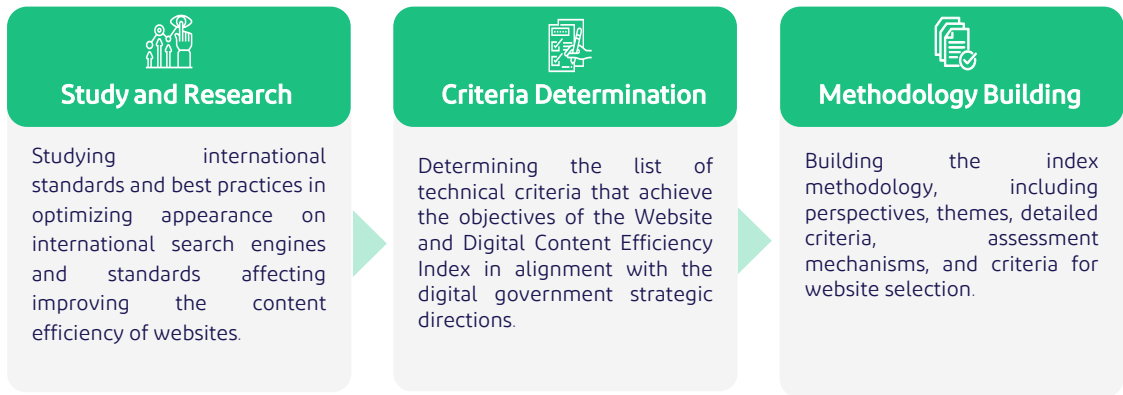 Study and Research
Studying international
standards and best practices in
optimizing appearance on
international search engines
and standards affecting
improving the content
efficiency of websites.
Criteria Determination
Determining the list of
technical criteria that achieve
the objectives of the Website
and Digital Content Efficiency
Index in alignment with the
digital government strategic
directions.
Methodology Building
Building the index
methodology, including
perspectives, themes, detailed
criteria, assessment
mechanisms, and criteria for
website selection.